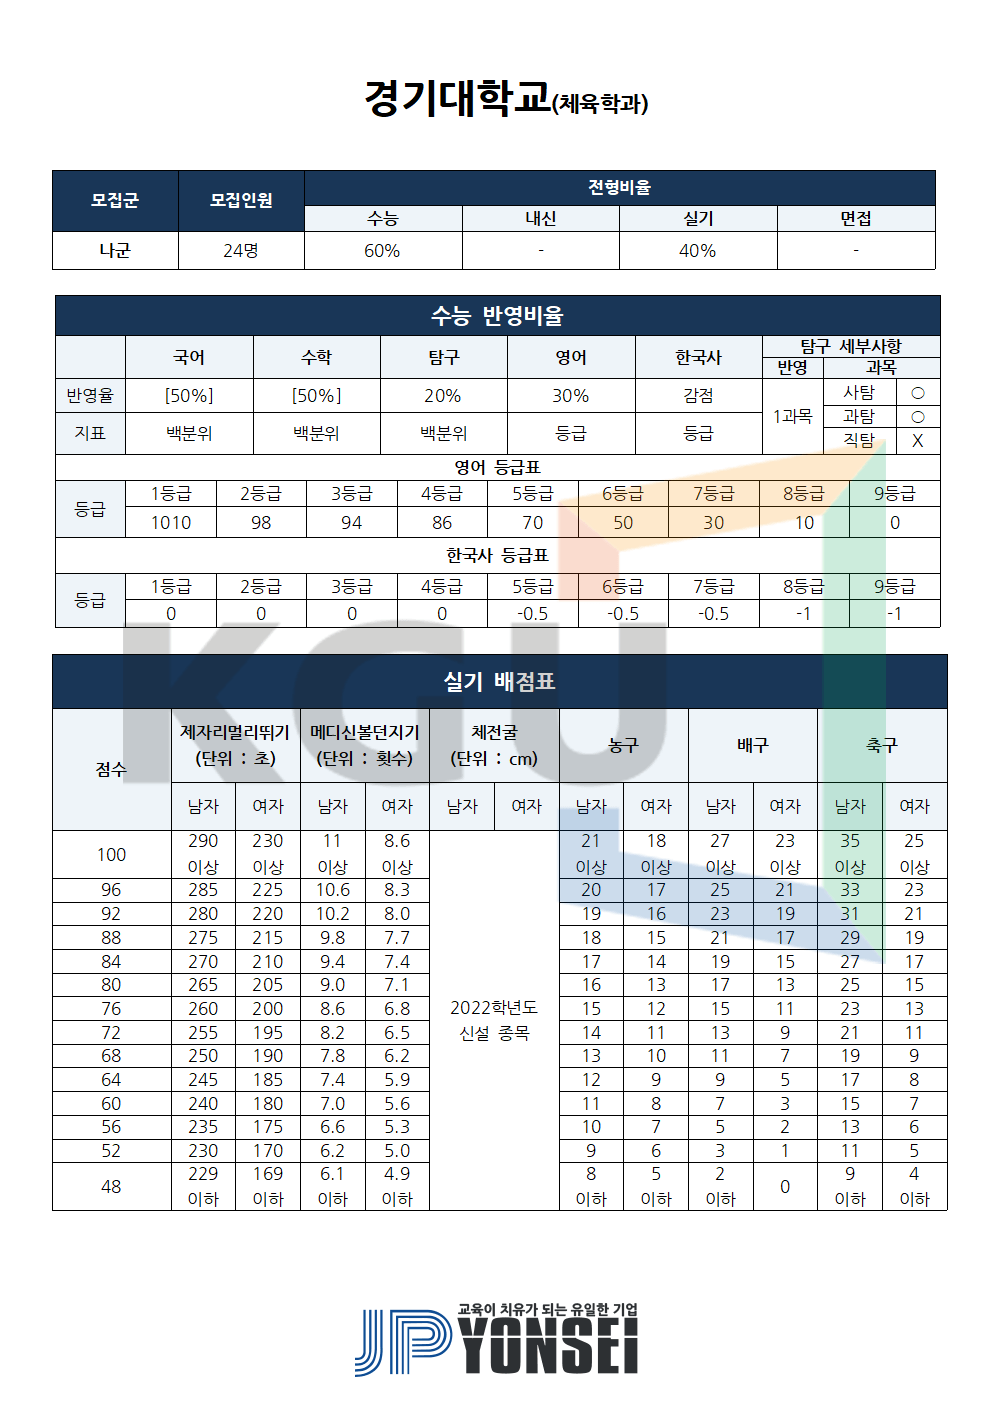 경기대학교(체육학과)
모집군 모집인원 전형비율
수능 내신 실기 면접
나군 24명 60% - 40% -
수능 반영비율
국어 수학 탐구 영어 한국사 탐구 세부사항
반영 과목
반영율 [50%] [50%] 20% 30% 감점 1과목 사탐 ○
과탐 ○
지표 백분위 백분위 백분위 등급 등급 직탐 X
영어 등급표
등급 1등급 2등급 3등급 4등급 5등급 6등급 7등급 8등급 9등급
1010 98 94 86 70 50 30 10 0
한국사 등급표
등급 1등급 2등급 3등급 4등급 5등급 6등급 7등급 8등급 9등급
0 0 0 0 -0.5 -0.5 -0.5 -1 -1
KGU
실기 배점표
점수 제자리멀리뛰기 메디신볼던지기 체전굴 농구 배구 축구
(단위 : 초) (단위 : 횟수) (단위 : cm)
남자 여자 남자 여자 남자 여자 남자 여자 남자 여자 남자 여자
100 290 230 11 8.6 21 18 27 23 35 25
이상 이상 이상 이상 이상 이상 이상 이상 이상 이상
96 285 225 10.6 8.3 20 17 25 21 33 23
92 280 220 10.2 8.0 19 16 23 19 31 21
88 275 215 9.8 7.7 18 15 21 17 29 19
84 270 210 9.4 7.4 17 14 19 15 27 17
80 265 205 9.0 7.1 16 13 17 13 25 15
76 260 200 8.6 6.8 2022학년도 15 12 15 11 23 13
72 255 195 8.2 6.5 신설 종목 14 11 13 9 21 11
68 250 190 7.8 6.2 13 10 11 7 19 9
64 245 185 7.4 5.9 12 9 9 5 17 8
60 240 180 7.0 5.6 11 8 7 3 15 7
56 235 175 6.6 5.3 10 7 5 2 13 6
52 230 170 6.2 5.0 9 6 3 1 11 5
48 229 169 6.1 4.9 8 5 2 0 9 4
이하 이하 이하 이하 이하 이하 이하 이하 이하
교육이 치유가 되는 유일한 기업
JP YONSEI